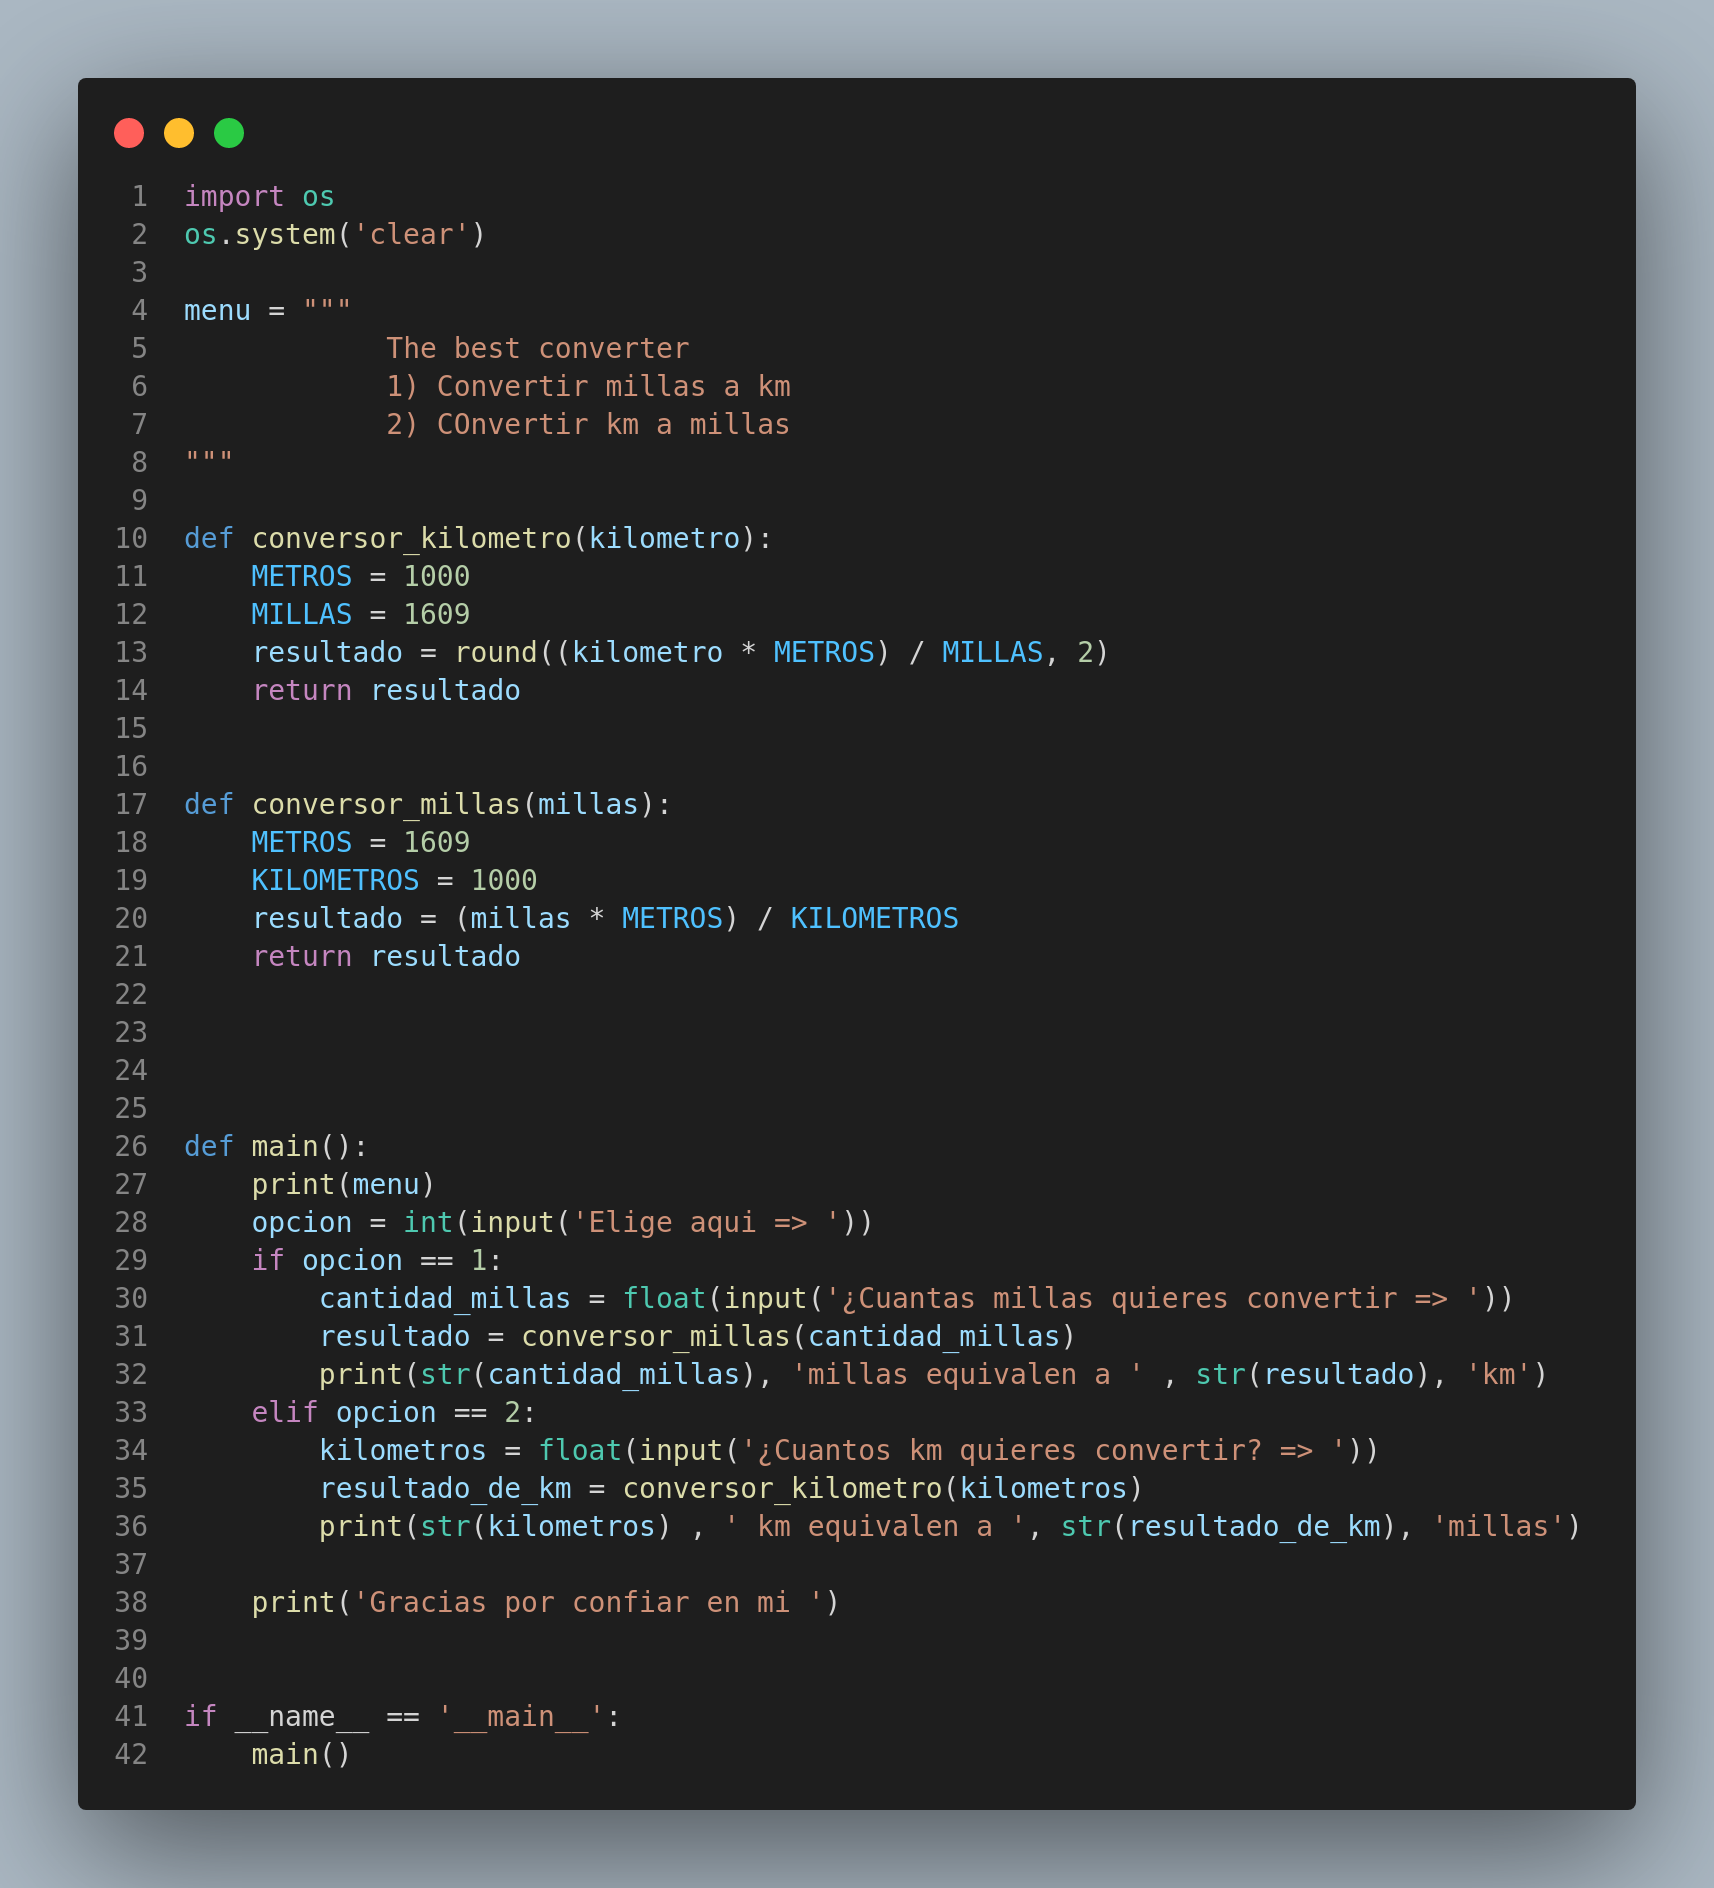 1 import os
2 os.system('clear')
3
4 menu = """
5             The best converter
6             1) Convertir millas a km
7             2) COnvertir km a millas
8 """
9
10 def conversor_kilometro(kilometro):
11     METROS = 1000
12     MILLAS = 1609
13     resultado = round((kilometro * METROS) / MILLAS, 2)
14     return resultado
15
16
17 def conversor_millas(millas):
18     METROS = 1609
19     KILOMETROS = 1000
20     resultado = (millas * METROS) / KILOMETROS
21     return resultado
22
23
24
25
26 def main():
27     print(menu)
28     opcion = int(input('Elige aqui => '))
29     if opcion == 1:
30         cantidad_millas = float(input('¿Cuantas millas quieres convertir => '))
31         resultado = conversor_millas(cantidad_millas)
32         print(str(cantidad_millas), 'millas equivalen a ' , str(resultado), 'km')
33     elif opcion == 2:
34         kilometros = float(input('¿Cuantos km quieres convertir? => '))
35         resultado_de_km = conversor_kilometro(kilometros)
36         print(str(kilometros) , ' km equivalen a ', str(resultado_de_km), 'millas')
37
38     print('Gracias por confiar en mi ')
39
40
41 if __name__ == '__main__':
42     main()